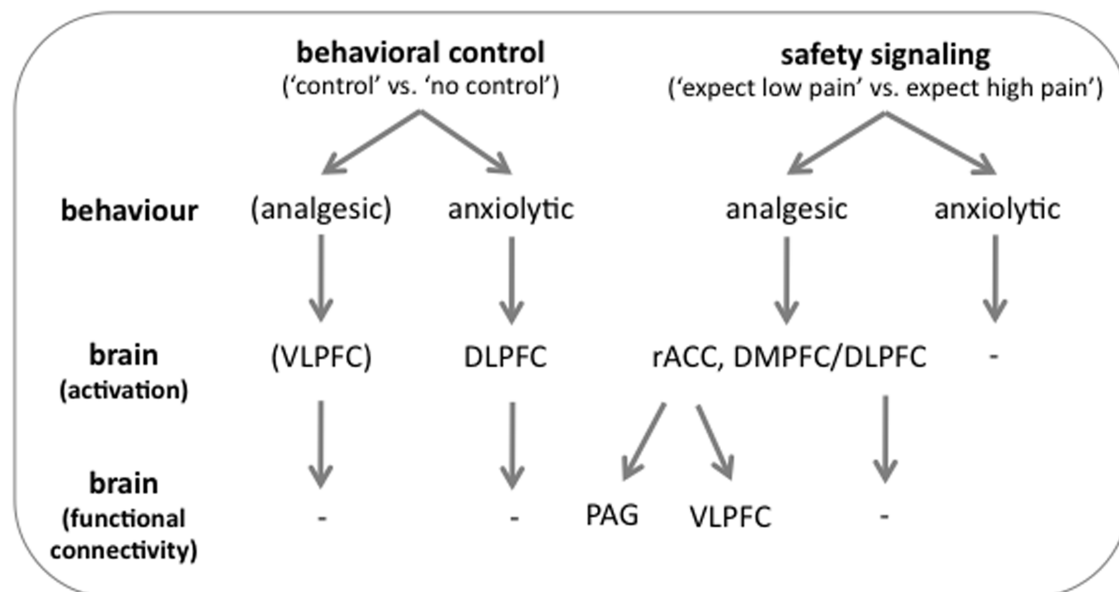 behavioral control
('control' vs. 'no control')
safety signaling
('expect low pain' vs. expect high pain')
behaviour (analgesic) anxiolytic analgesic anxiolytic
brain (VLPFC) DLPFC rACC, DMPFC/DLPFC -
(activation)
brain
(functional - - PAG VLPFC -
connectivity)